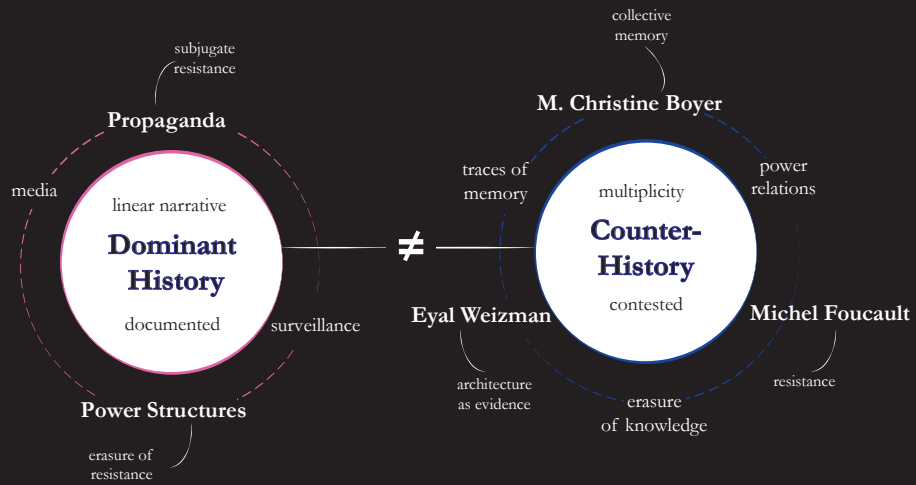 subjugate
resistance
Propaganda
media
linear narrative
Dominant
History
documented
surveillance
Power Structures
erasure of
resistance
≠
collective
memory
M. Christine Boyer
traces of
memory
power
relations
multiplicity
Counter-
History
contested
Eyal Weizman
Michel Foucault
architecture
as evidence
resistance
erasure
of knowledge